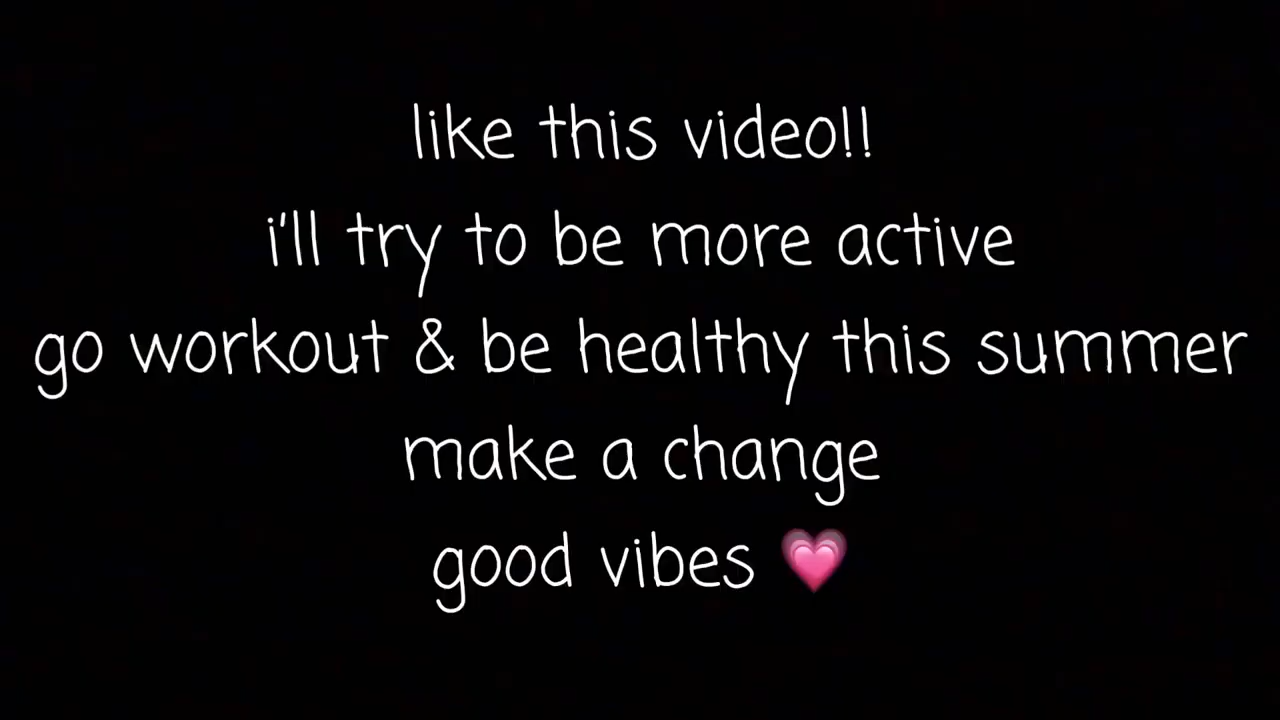 like this video!!
i'll try to be more active
go workout & be healthy this summer
make a change
good vibes 💗